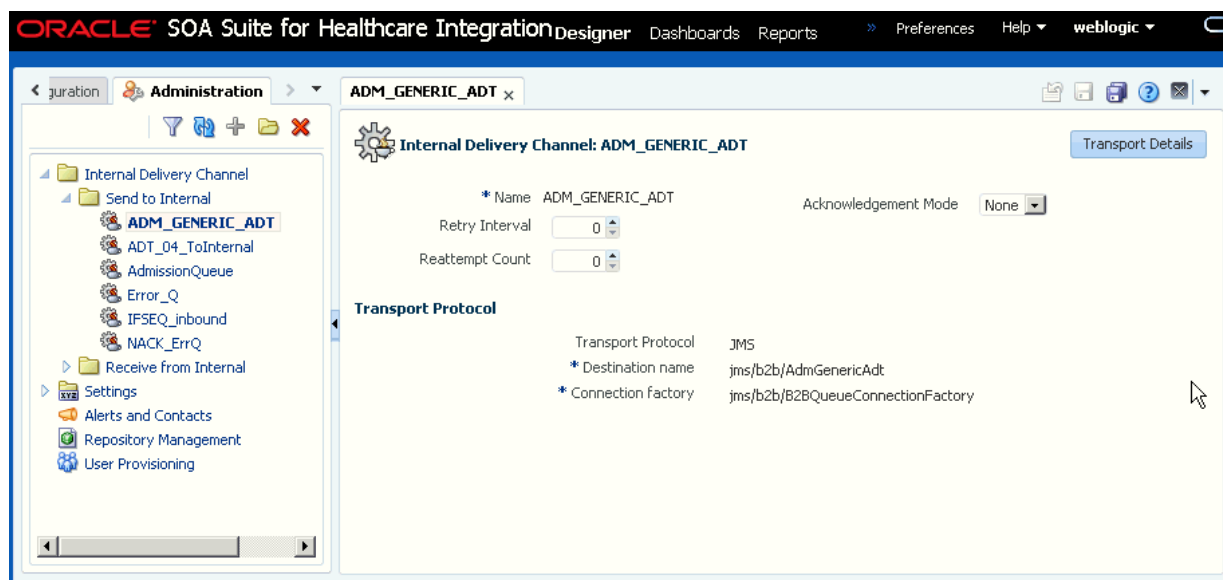 ORACLE SOA Suite for Healthcare Integration Designer Dashboards Reports » Preferences Help weblogic
guration Administration ADM_GENERIC_ADT x
Internal Delivery Channel: ADM_GENERIC_ADT Transport Details
Internal Delivery Channel
Send to Internal
ADM_GENERIC_ADT
ADT_04_ToInternal
AdmissionQueue
Error_Q
IFSEQ_inbound
NACK_ErrQ
Receive from Internal
Settings
Alerts and Contacts
Repository Management
User Provisioning
* Name ADM_GENERIC_ADT Acknowledgement Mode None
Retry Interval 0
Reattempt Count 0
Transport Protocol
Transport Protocol JMS
* Destination name jms/b2b/AdmGenericAdt
* Connection factory jms/b2b/B2BQueueConnectionFactory